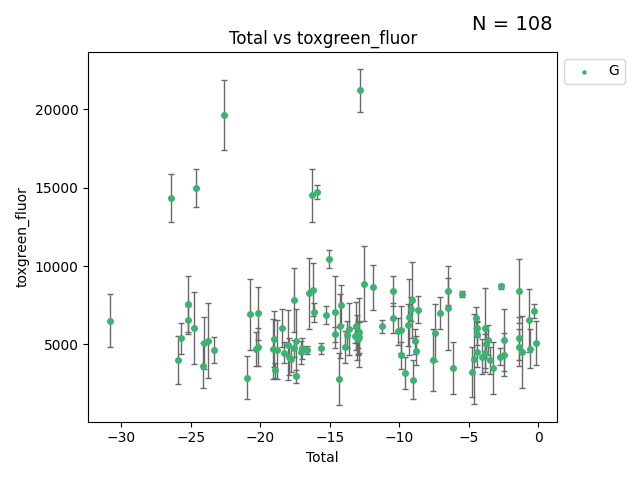 N = 108
Total vs toxgreen_fluor
G
toxgreen_fluor
20000
15000
10000
5000
−30 −25 −20 −15 −10 −5 0
Total